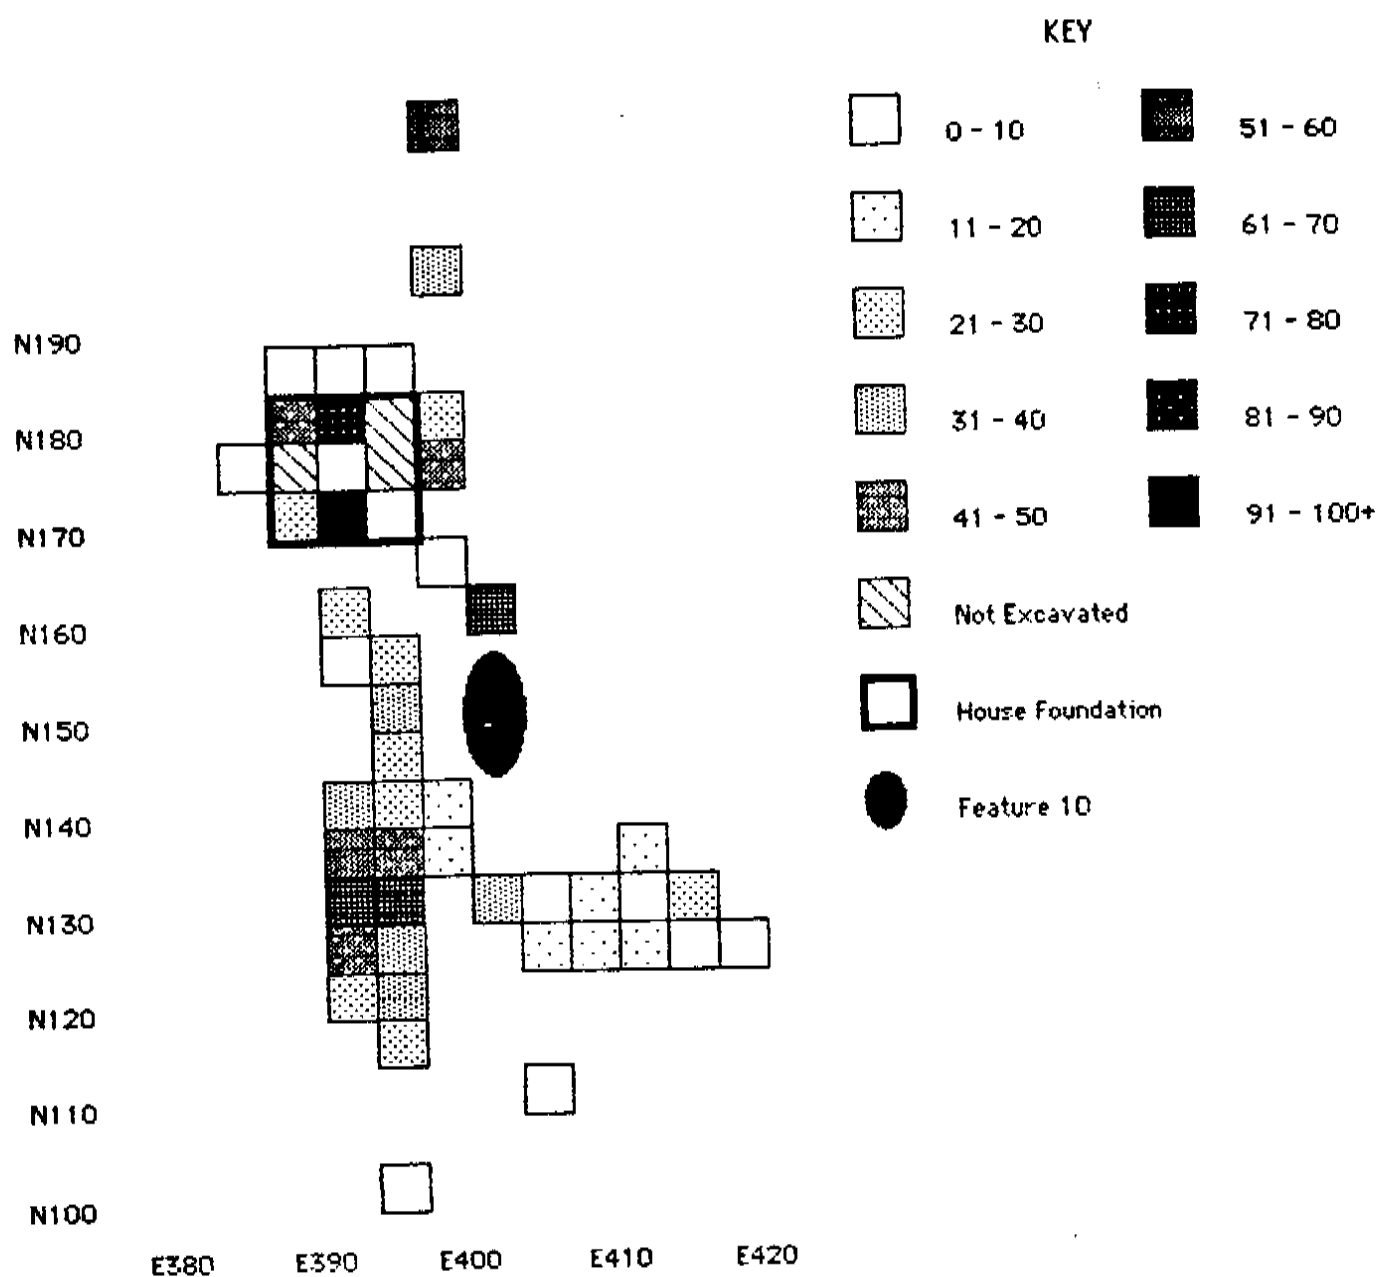 KEY
0 - 10
51 - 60
11 - 20
61 - 70
21 - 30
71 - 80
31 - 40
81 - 90
41 - 50
91 - 100+
Not Excavated
House Foundation
Feature 10
N190
N180
N170
N160
N150
N140
N130
N120
N110
N100
E380 E390 E400 E410 E420